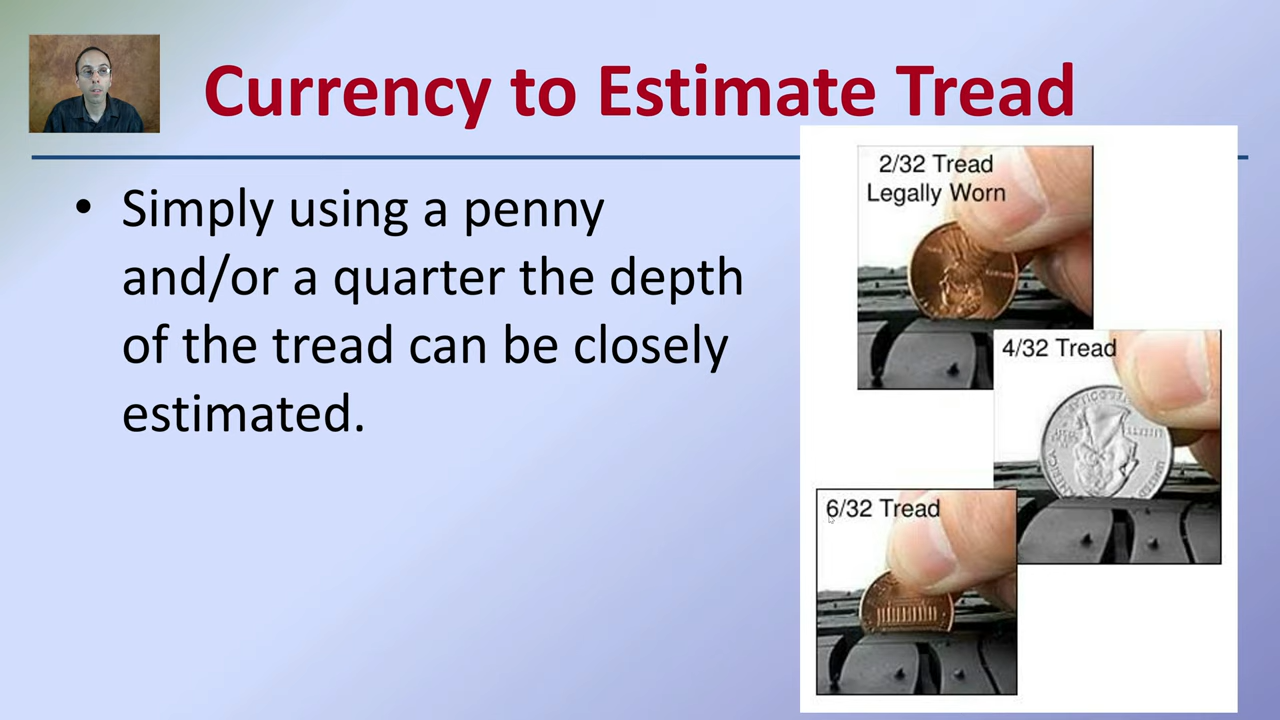 Currency to Estimate Tread
• Simply using a penny
and/or a quarter the depth
of the tread can be closely
estimated.
2/32 Tread
Legally Worn
4/32 Tread
6/32 Tread